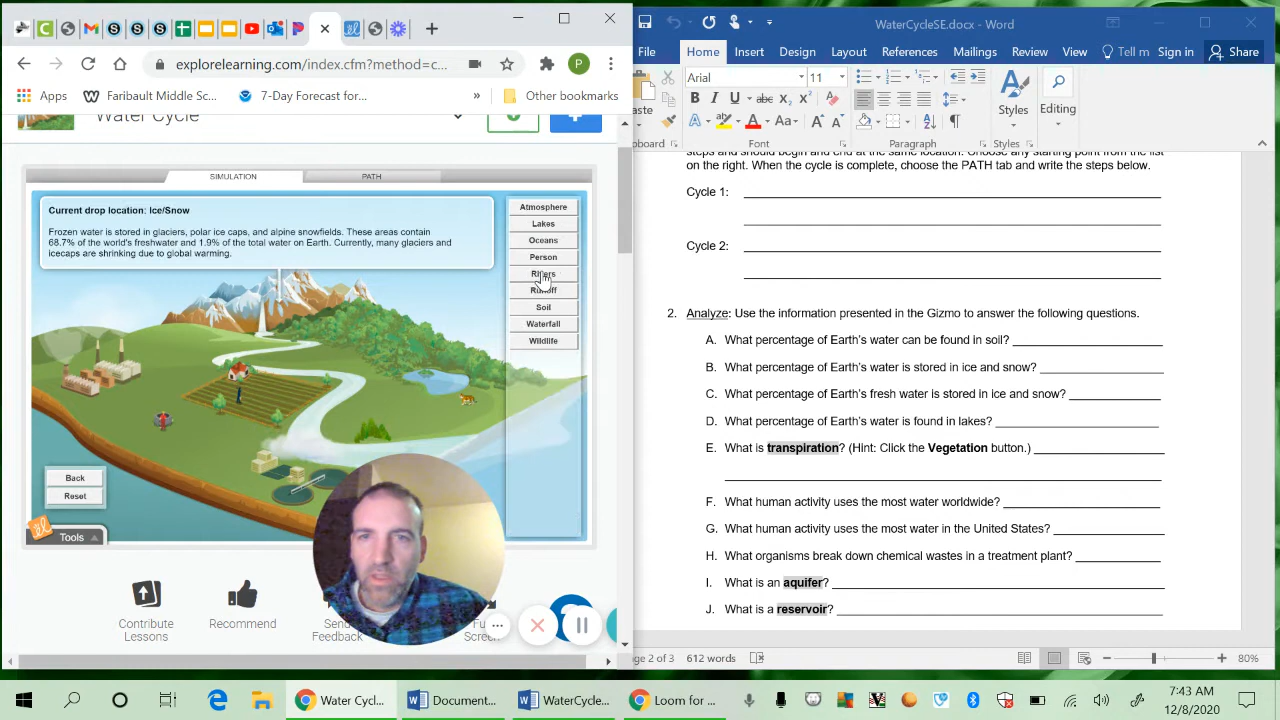 WaterCycleSE.docx - Word
explorelearning.com/index.cfm?method=c...
File Home Insert Design Layout References Mailings Review View Tell m Sign in Share
Apps Faribault Middle Sc 7-Day Forecast for... » Other bookmarks
Arial 11
aste
Styles Editing
board Font Paragraph Styles
Water Cycle
SIMULATION PATH
Current drop location: Ice/Snow
Frozen water is stored in glaciers, polar ice caps, and alpine snowfields. These areas contain
68.7% of the world's freshwater and 1.9% of the total water on Earth. Currently, many glaciers and
icecaps are shrinking due to global warming.
Atmosphere
Lakes
Oceans
Person
Rivers
Runoff
Soil
Waterfall
Wildlife
Back
Reset
Tools
Contribute
Lessons
Recommend
Send
Feedback
Fu
Screen
on the right. When the cycle is complete, choose the PATH tab and write the steps below.
Cycle 1:
Cycle 2:
2. Analyze: Use the information presented in the Gizmo to answer the following questions.
A. What percentage of Earth's water can be found in soil?
B. What percentage of Earth's water is stored in ice and snow?
C. What percentage of Earth's fresh water is stored in ice and snow?
D. What percentage of Earth's water is found in lakes?
E. What is transpiration? (Hint: Click the Vegetation button.)
F. What human activity uses the most water worldwide?
G. What human activity uses the most water in the United States?
H. What organisms break down chemical wastes in a treatment plant?
I. What is an aquifer?
J. What is a reservoir?
age 2 of 3 612 words 80%
Water Cycl... Document... WaterCycle... Loom for ...
7:43 AM
12/8/2020